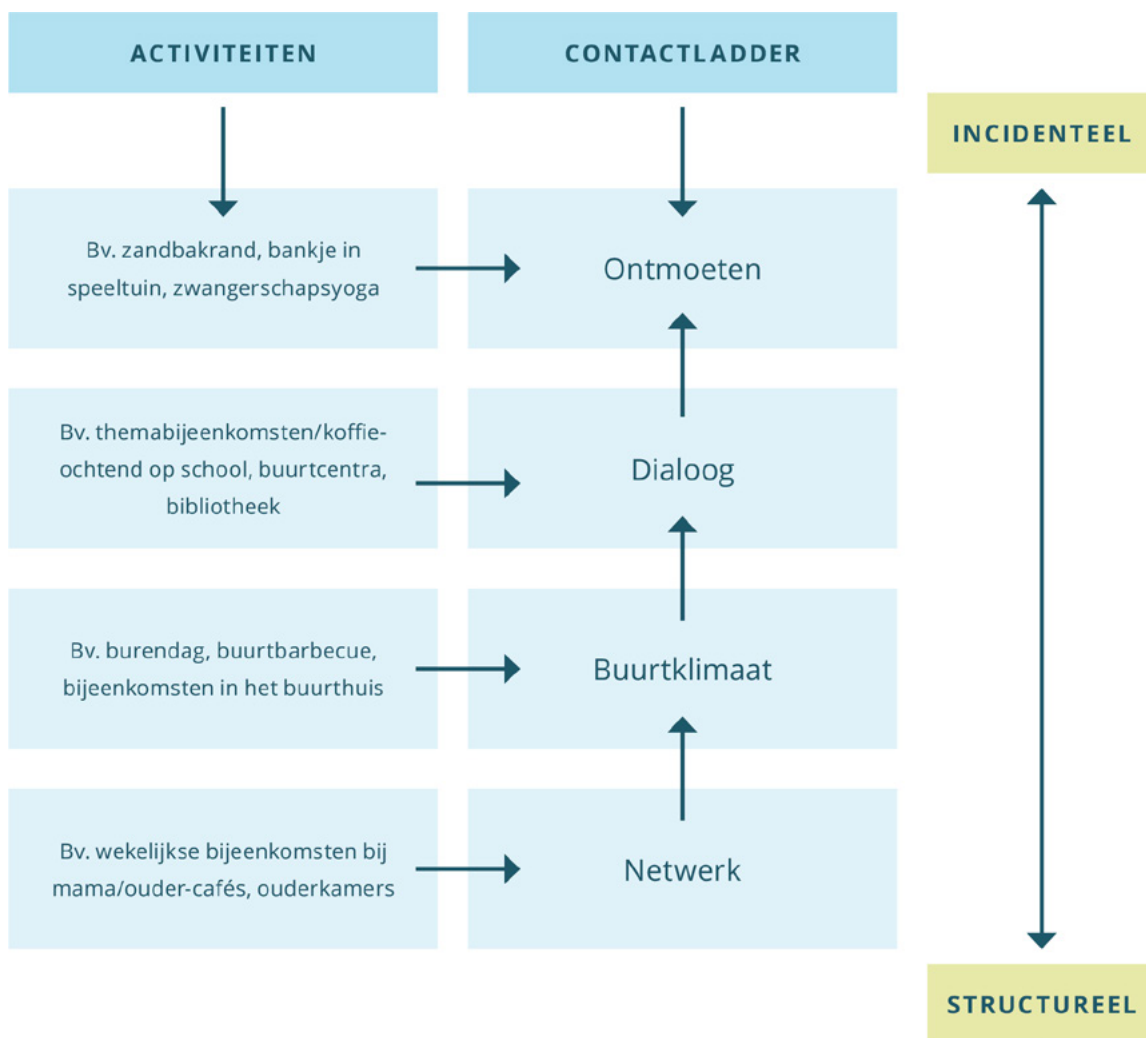 ACTIVITEITEN
CONTACTLADDER
INCIDENTEEL
Bv. zandbakrand, bankje in
speeltuin, zwangerschapsyoga
Ontmoeten
Bv. themabijeenkomsten/koffie-
ochtend op school, buurtcentra,
bibliotheek
Dialoog
Bv. burendag, buurtbarbecue,
bijeenkomsten in het buurthuis
Buurtklimaat
Bv. wekelijkse bijeenkomsten bij
mama/ouder-cafés, ouderkamers
Netwerk
STRUCTUREEL